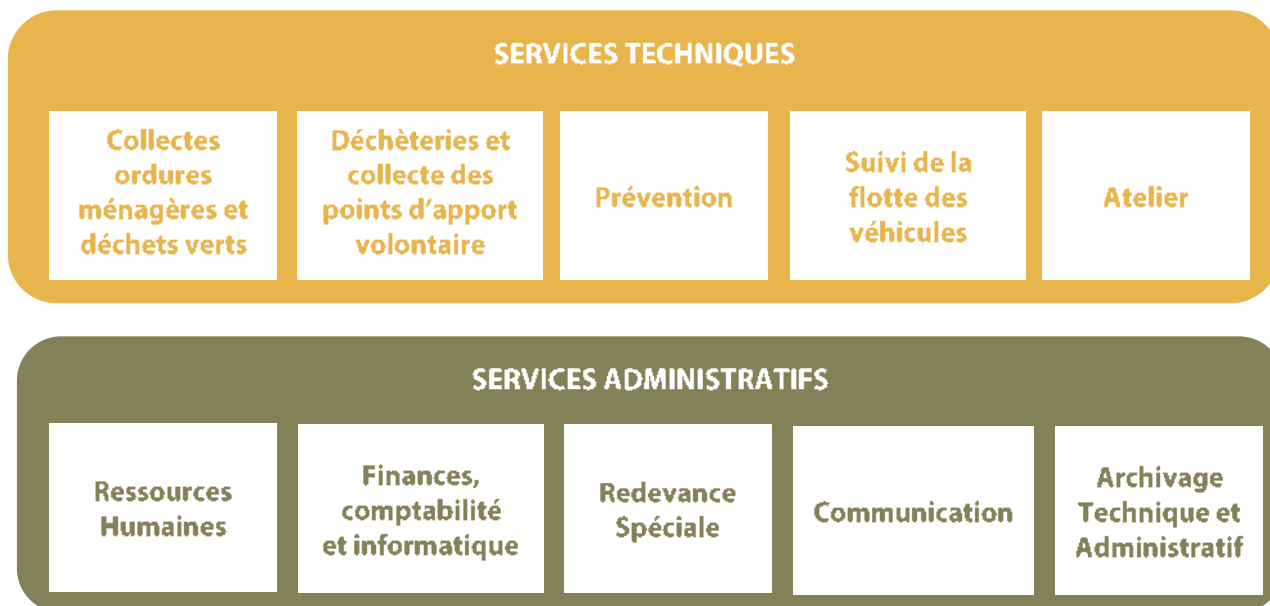 SERVICES TECHNIQUES
Collectes
ordures
ménagères et
déchets verts
Déchèteries et
collecte des
points d'apport
volontaire
Prévention
Suivi de la
flotte des
véhicules
Atelier
SERVICES ADMINISTRATIFS
Ressources
Humaines
Finances,
comptabilité
et informatique
Redevance
Spéciale
Communication
Archivage
Technique et
Administratif